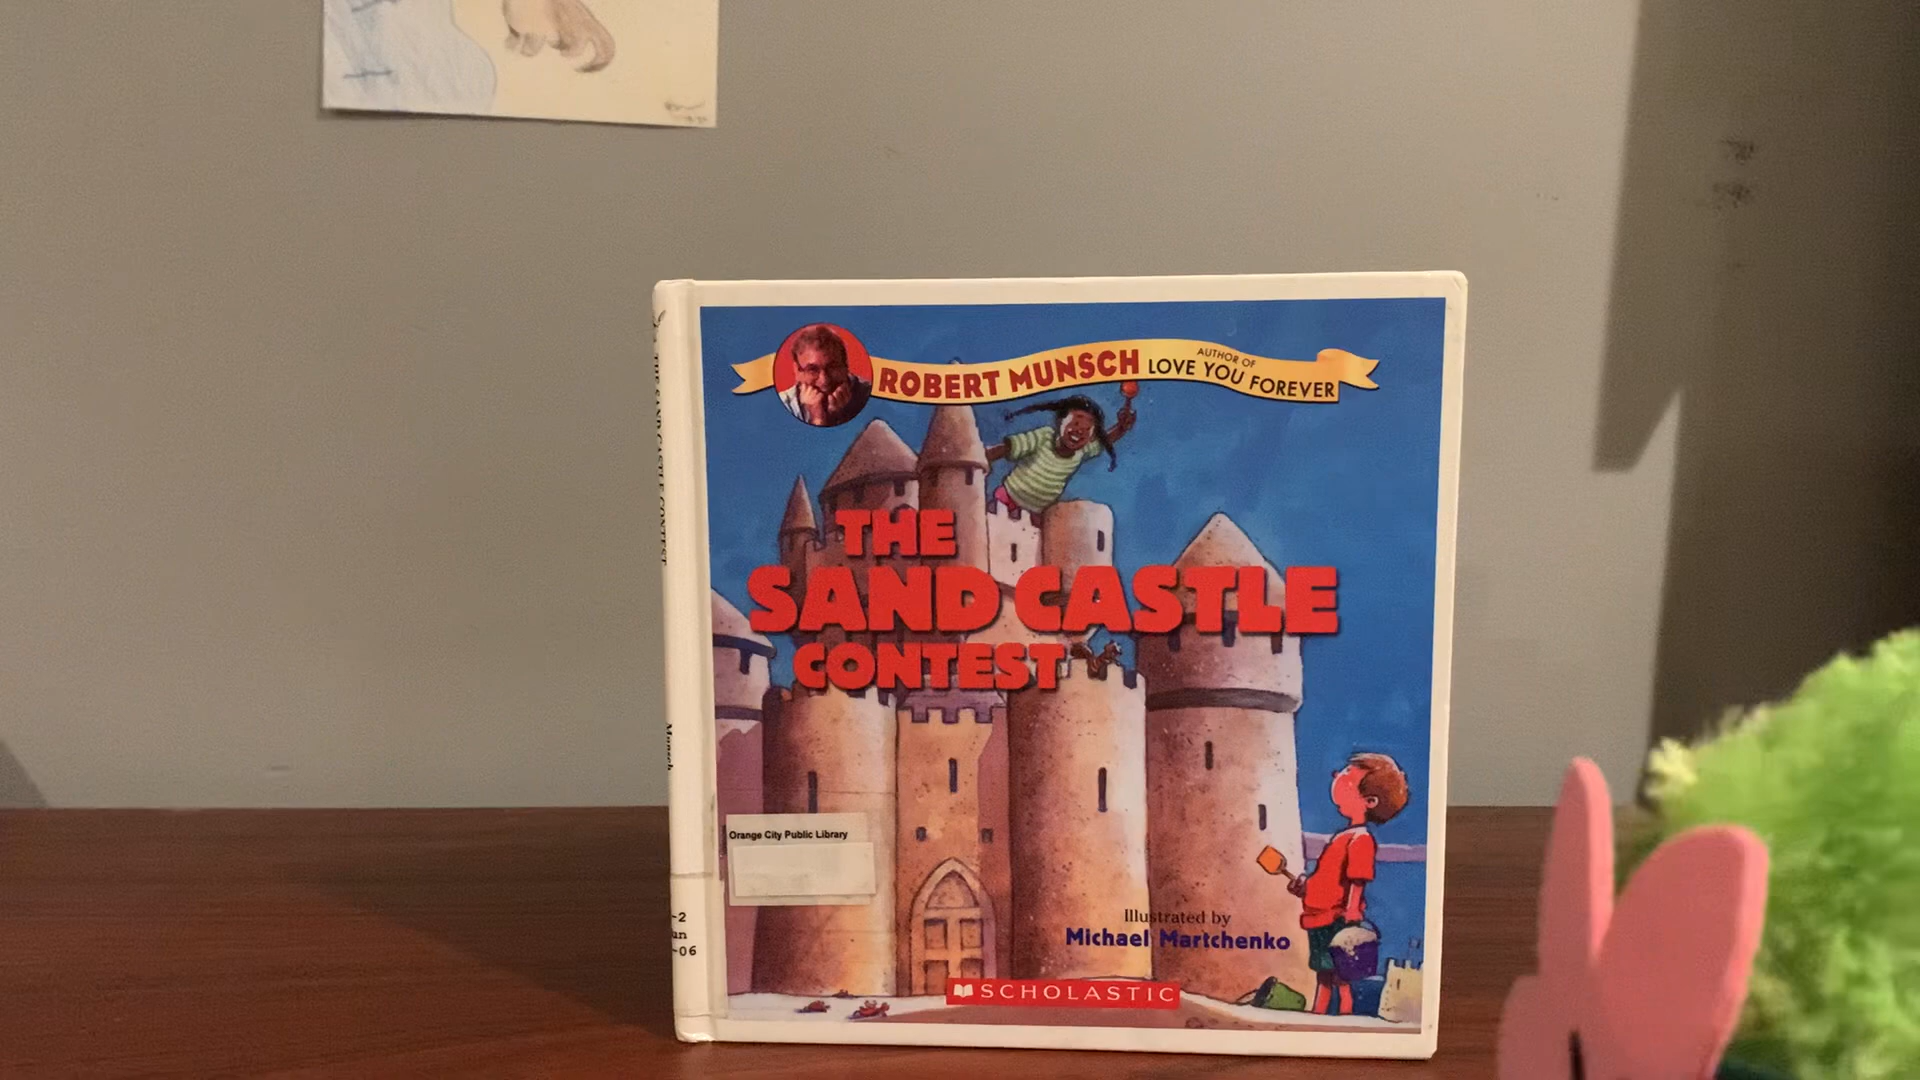 ROBERT MUNSCH
AUTHOR OF
LOVE YOU FOREVER
THE
SAND CASTLE
CONTEST
Orange City Public Library
Illustrated by
Michael Martchenko
SCHOLASTIC
THE SAND CASTLE CONTEST
Munsch
-2
un
-06